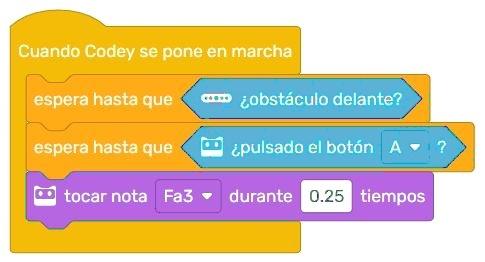 Cuando Codey se pone en marcha
espera hasta que ¿obstáculo delante?
espera hasta que ¿pulsado el botón A ?
tocar nota Fa3 durante 0.25 tiempos